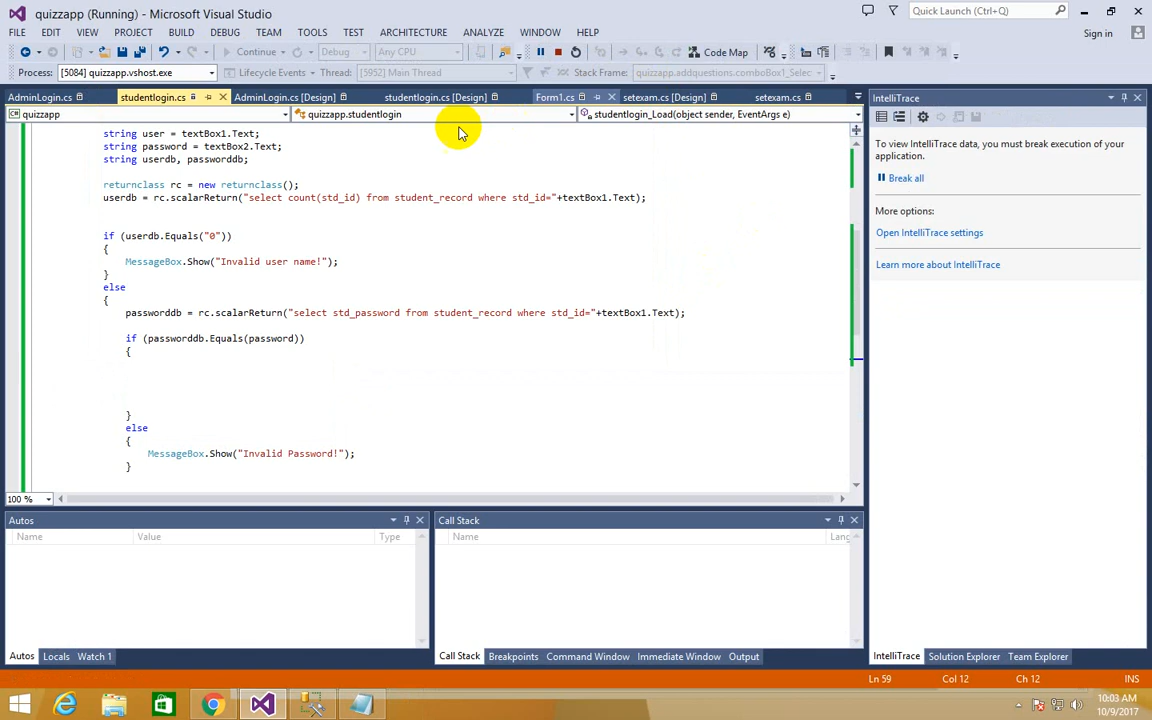 quizzapp (Running) - Microsoft Visual Studio
Quick Launch (Ctrl+Q)
FILE EDIT VIEW PROJECT BUILD DEBUG TEAM TOOLS TEST ARCHITECTURE ANALYZE WINDOW HELP
Sign in
Continue Debug Any CPU Code Map
Process: [5084] quizzapp.vshost.exe Lifecycle Events Thread: [5952] Main Thread Stack Frame: quizzapp.addquestions.comboBox1_Selec
AdminLogin.cs studentlogin.cs AdminLogin.cs [Design] studentlogin.cs [Design] Form1.cs setexam.cs [Design] setexam.cs
quizzapp quizzapp.studentlogin studentlogin_Load(object sender, EventArgs e)
string user = textBox1.Text;
string password = textBox2.Text;
string userdb, passworddb;
returnclass rc = new returnclass();
userdb = rc.scalarReturn("select count(std_id) from student_record where std_id="+textBox1.Text);
if (userdb.Equals("0"))
{
MessageBox.Show("Invalid user name!");
}
else
{
passworddb = rc.scalarReturn("select std_password from student_record where std_id="+textBox1.Text);
if (passworddb.Equals(password))
{
}
else
{
MessageBox.Show("Invalid Password!");
}
100 %
IntelliTrace
To view IntelliTrace data, you must break execution of your
application.
Break all
More options:
Open IntelliTrace settings
Learn more about IntelliTrace
Autos
Name Value Type
Call Stack
Name Lang
Autos Locals Watch 1
Call Stack Breakpoints Command Window Immediate Window Output
IntelliTrace Solution Explorer Team Explorer
Ln 59 Col 12 Ch 12 INS
10:03 AM
10/9/2017